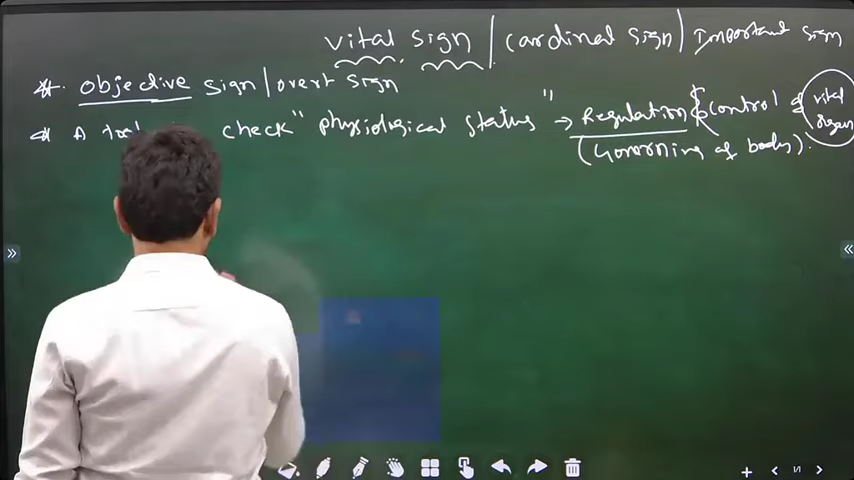 vital sign | cardinal sign | Important sign
objective sign | overt sign
A check "physiological status" → Regulation & control of vital organ
(Governing of body).